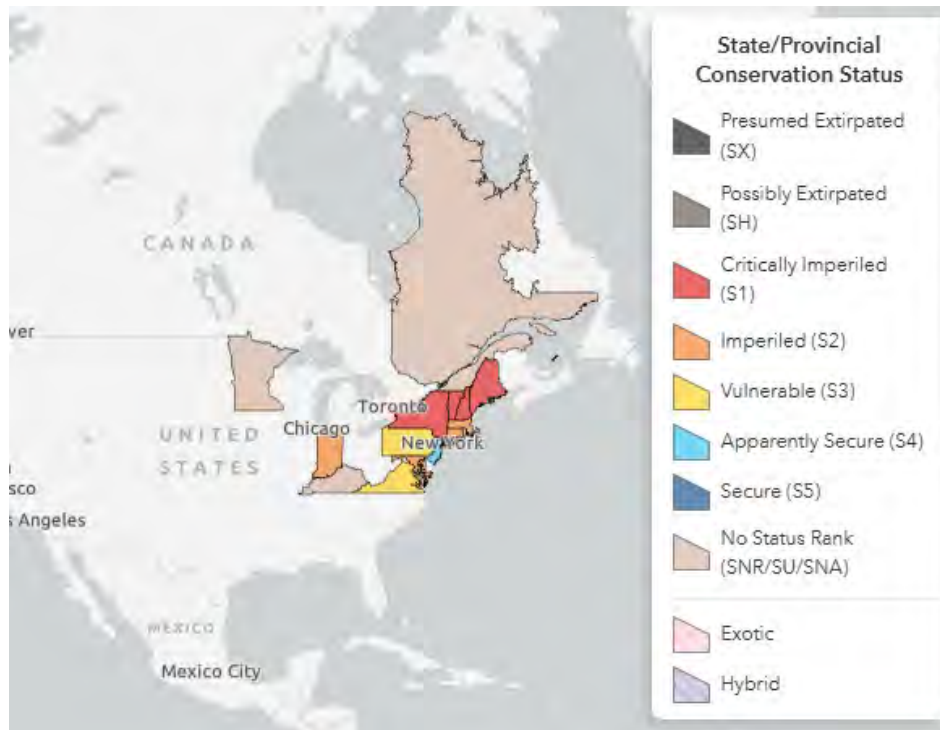 State/Provincial
Conservation Status
Presumed Extirpated
(SX)
Possibly Extirpated
(SH)
Critically Imperiled
(S1)
Imperiled (S2)
Vulnerable (S3)
Apparently Secure (S4)
Secure (S5)
No Status Rank
(SNR/SU/SNA)
Exotic
Hybrid
CANADA
ver
Toronto
Chicago
New York
UNITED
STATES
sco
s Angeles
MÉXICO
Mexico City